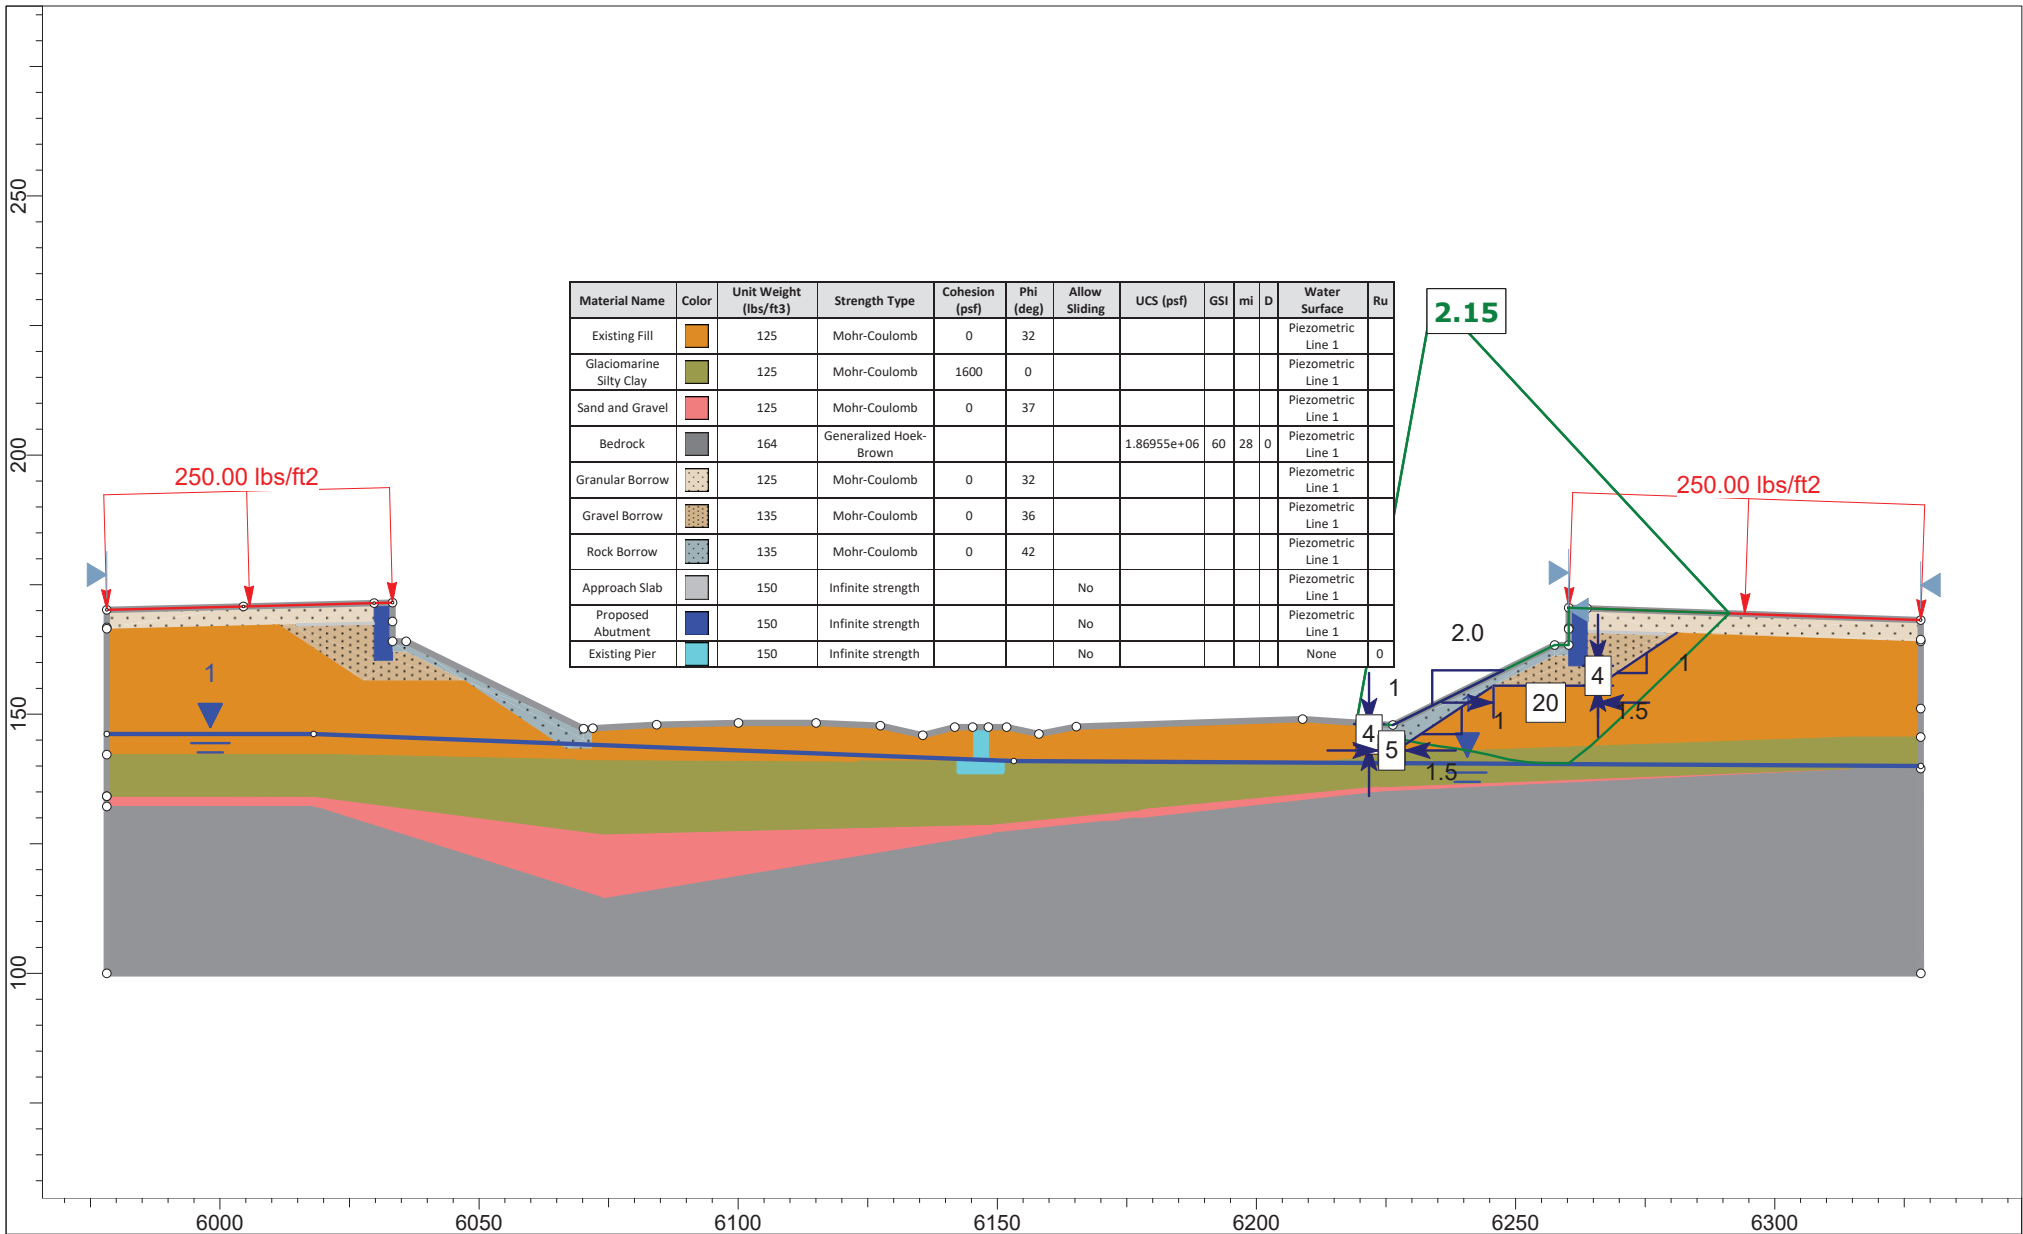 250
200
150
100
6000
6050
6100
6150
6200
6250
6300
250.00 lbs/ft2
1
Material Name Color Unit Weight (lbs/ft3) Strength Type Cohesion (psf) Phi (deg) Allow Sliding UCS (psf) GSI mi D Water Surface Ru
Existing Fill 125 Mohr-Coulomb 0 32 Piezometric Line 1
Glaciomarine Silty Clay 125 Mohr-Coulomb 1600 0 Piezometric Line 1
Sand and Gravel 125 Mohr-Coulomb 0 37 Piezometric Line 1
Bedrock 164 Generalized Hoek-Brown 1.86955e+06 60 28 0 Piezometric Line 1
Granular Borrow 125 Mohr-Coulomb 0 32 Piezometric Line 1
Gravel Borrow 135 Mohr-Coulomb 0 36 Piezometric Line 1
Rock Borrow 135 Mohr-Coulomb 0 42 Piezometric Line 1
Approach Slab 150 Infinite strength No Piezometric Line 1
Proposed Abutment 150 Infinite strength No Piezometric Line 1
Existing Pier 150 Infinite strength No None 0
2.15
250.00 lbs/ft2
2.0
1
4
5
1
1.5
20
4
1
1.5